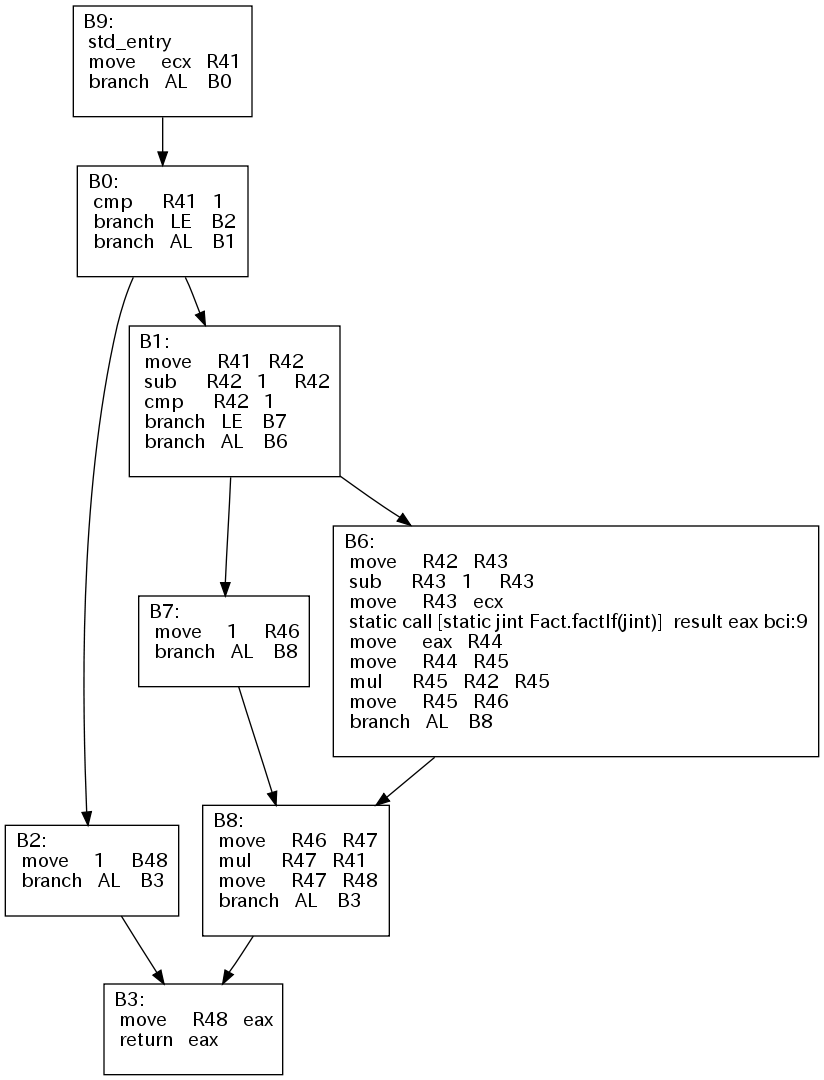 B9:
std_entry
move ecx R41
branch AL B0
B0:
cmp R41 1
branch LE B2
branch AL B1
B1:
move R41 R42
sub R42 1 R42
cmp R42 1
branch LE B7
branch AL B6
B6:
move R42 R43
sub R43 1 R43
move R43 ecx
static call [static jint Fact.factIf(jint)] result eax bci:9
move eax R44
move R44 R45
mul R45 R42 R45
move R45 R46
branch AL B8
B7:
move 1 R46
branch AL B8
B8:
move R46 R47
mul R47 R41
move R47 R48
branch AL B3
B2:
move 1 B48
branch AL B3
B3:
move R48 eax
return eax